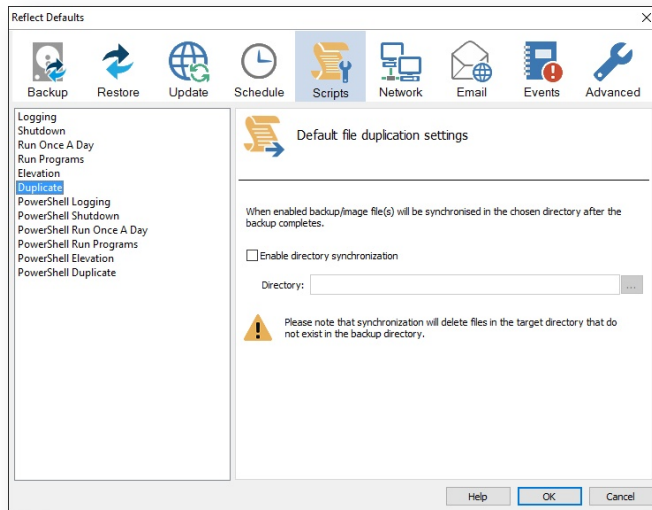 Reflect Defaults
Backup
Restore
Update
Schedule
Scripts
Network
Email
Events
Advanced
Logging
Shutdown
Run Once A Day
Run Programs
Elevation
Duplicate
PowerShell Logging
PowerShell Shutdown
PowerShell Run Once A Day
PowerShell Run Programs
PowerShell Elevation
PowerShell Duplicate
Default file duplication settings
When enabled backup/image file(s) will be synchronised in the chosen directory after the
backup completes.
Enable directory synchronization
Directory:
...
Please note that synchronization will delete files in the target directory that do
not exist in the backup directory.
Help
OK
Cancel